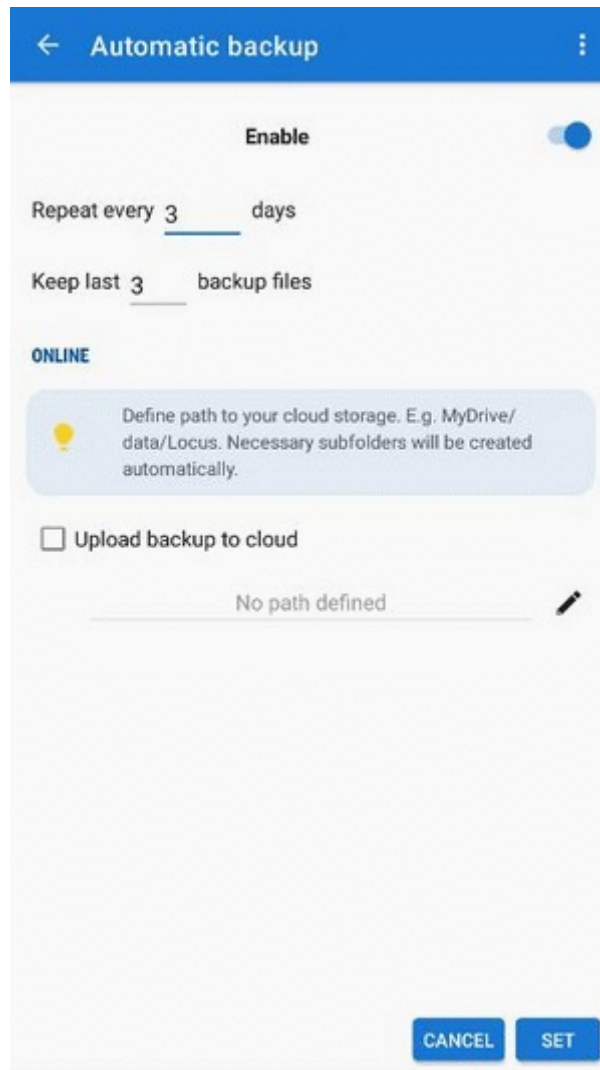 Automatic backup
Enable
Repeat every 3 days
Keep last 3 backup files
ONLINE
Define path to your cloud storage. E.g. MyDrive/
data/Locus. Necessary subfolders will be created
automatically.
Upload backup to cloud
No path defined
CANCEL SET